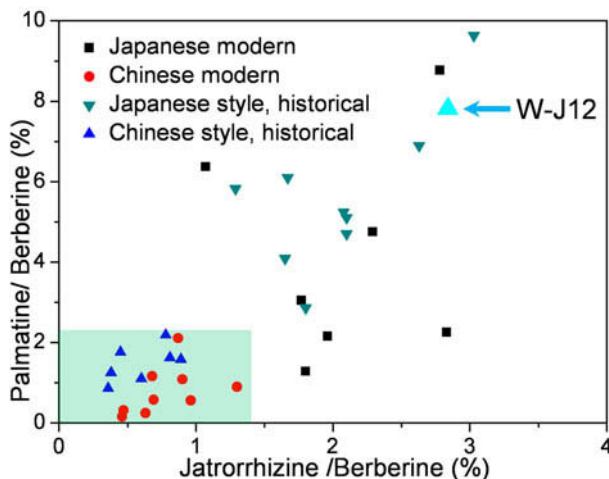 10
8
6
4
2
0
Palmatine/ Berberine (%)
Japanese modern
Chinese modern
Japanese style, historical
Chinese style, historical
W-J12
0 1 2 3 4
Jatrorrhizine /Berberine (%)